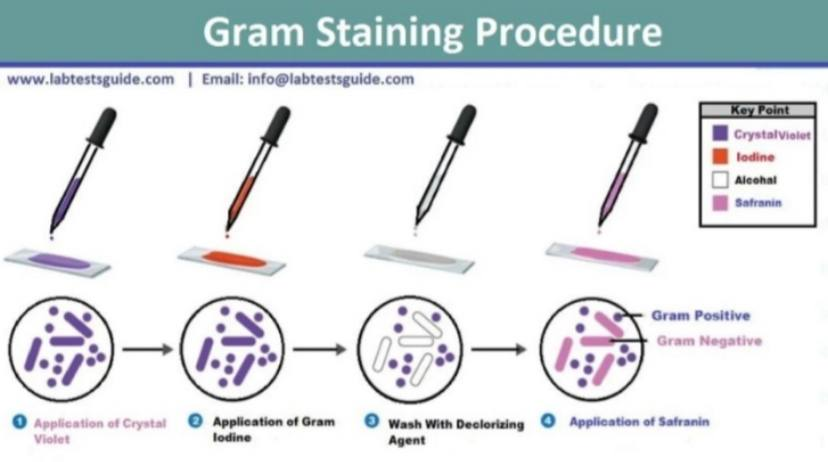 Gram Staining Procedure
www.labtestsguide.com | Email: info@labtestsguide.com
Key Point
CrystalViolet
Iodine
Alcohal
Safranin
Gram Positive
Gram Negative
1 Application of Crystal
Violet
2 Application of Gram
Iodine
3 Wash With Declorizing
Agent
4 Application of Safranin